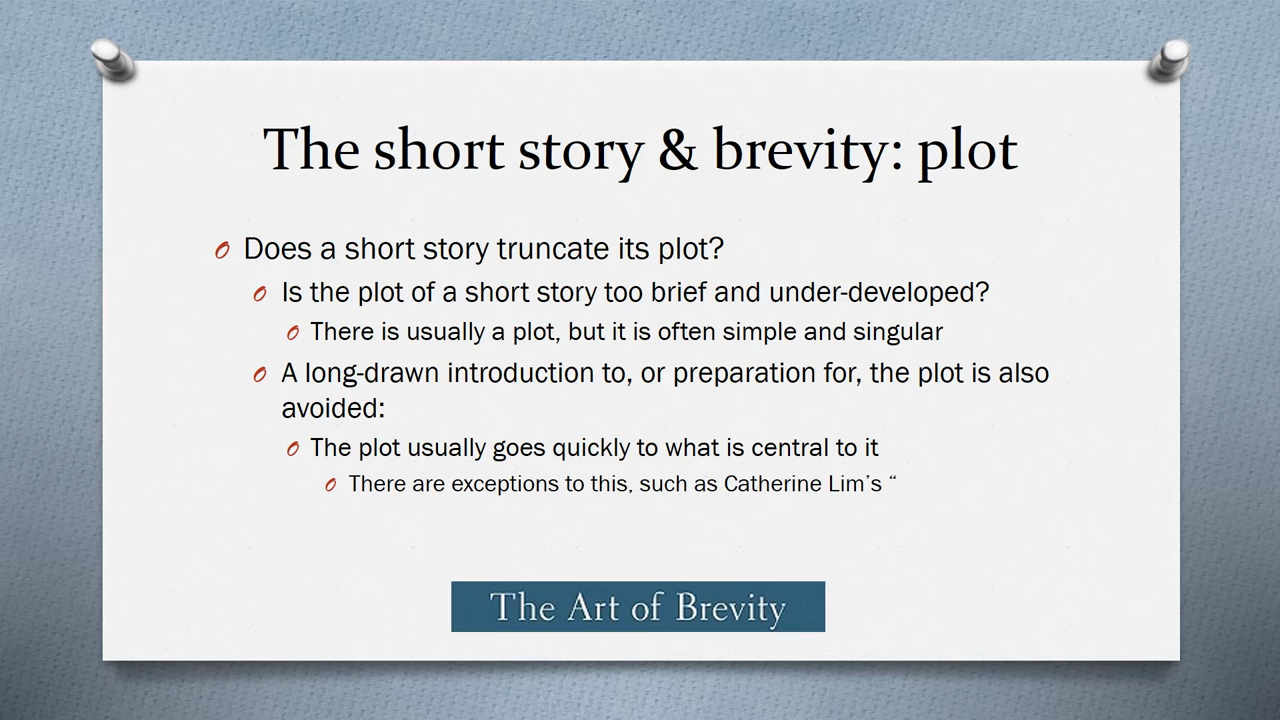 The short story & brevity: plot
Does a short story truncate its plot?
Is the plot of a short story too brief and under-developed?
There is usually a plot, but it is often simple and singular
A long-drawn introduction to, or preparation for, the plot is also
avoided:
The plot usually goes quickly to what is central to it
There are exceptions to this, such as Catherine Lim’s “
The Art of Brevity